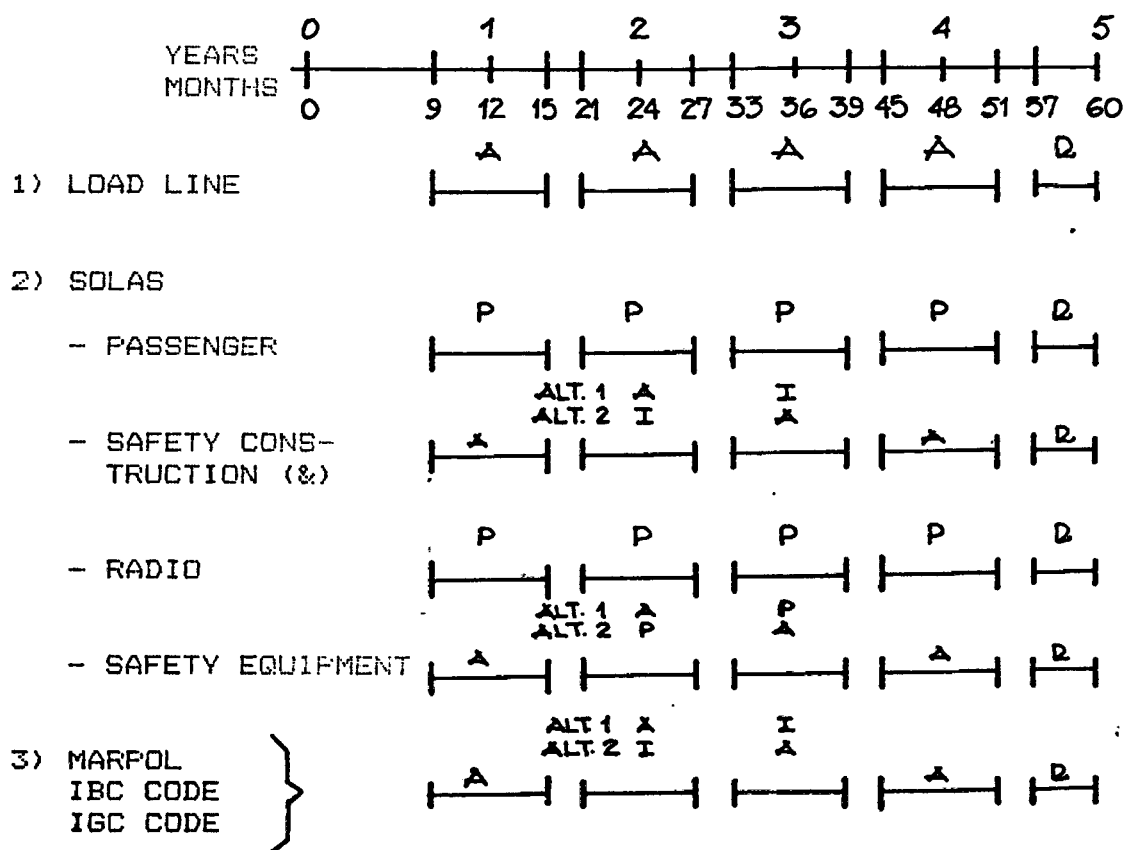 0 1 2 3 4 5
YEARS
MONTHS
0 9 12 15 21 24 27 33 36 39 45 48 51 57 60
A A A A R
1) LOAD LINE
2) SOLAS
P P P P R
- PASSENGER
ALT. 1 A I
ALT. 2 I A
- SAFETY CONS- A A R
TRUCTION (&)
P P P P R
- RADIO
ALT. 1 A P
ALT. 2 P A
- SAFETY EQUIPMENT A A R
ALT 1 A I
ALT. 2 I A
3) MARPOL A A R
IBC CODE
IGC CODE